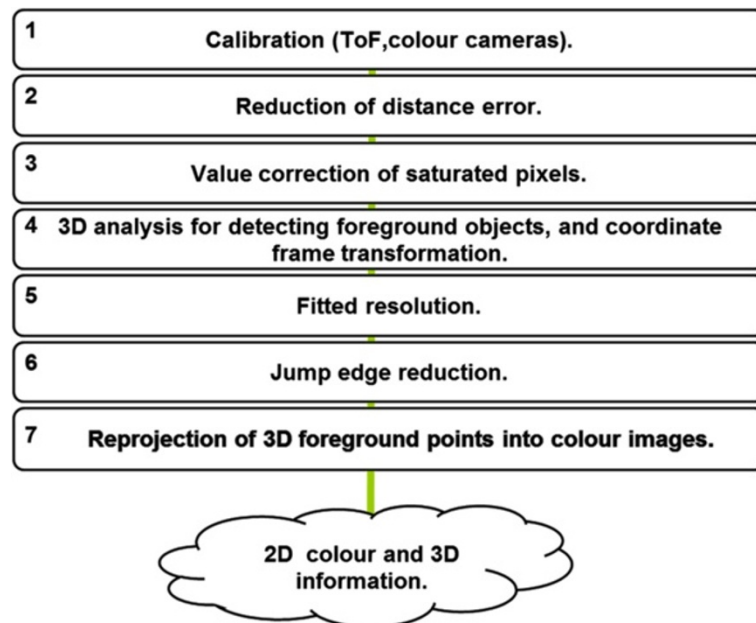 1
Calibration (ToF,colour cameras).
2
Reduction of distance error.
3
Value correction of saturated pixels.
4 3D analysis for detecting foreground objects, and coordinate
frame transformation.
5
Fitted resolution.
6
Jump edge reduction.
7 Reprojection of 3D foreground points into colour images.
2D colour and 3D
information.